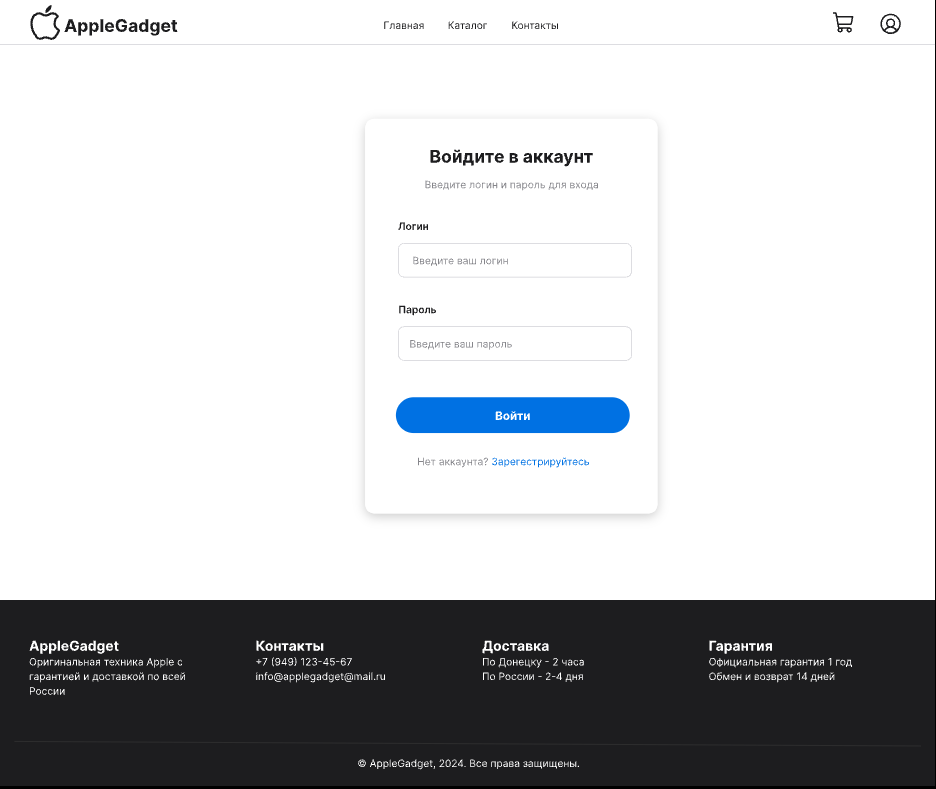 AppleGadget
Главная Каталог Контакты
Войдите в аккаунт
Введите логин и пароль для входа
Логин
Введите ваш логин
Пароль
Введите ваш пароль
Войти
Нет аккаунта? Зарегестрируйтесь
AppleGadget
Оригинальная техника Apple с
гарантией и доставкой по всей
России
Контакты
+7 (949) 123-45-67
info@applegadget@mail.ru
Доставка
По Донецку - 2 часа
По России - 2-4 дня
Гарантия
Официальная гарантия 1 год
Обмен и возврат 14 дней
© AppleGadget, 2024. Все права защищены.